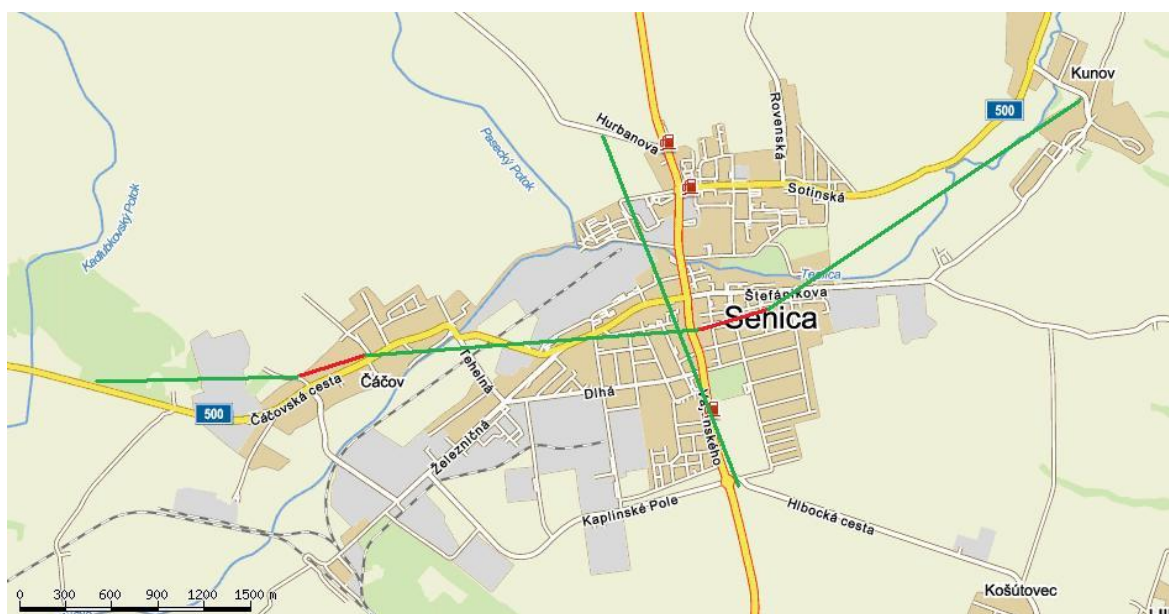 Kunov
500
Hurbanova
Rovenská
Pasecký Potok
Sotinská
Kadlubkovský Potok
Teplica
Štefánikova
Senica
Tehelná
Čáčov
Dlhá
500
Čáčovská cesta
Vajanského
Železničná
Kaplinské Pole
Hlbocká cesta
Košútovec
0 300 600 900 1200 1500 m